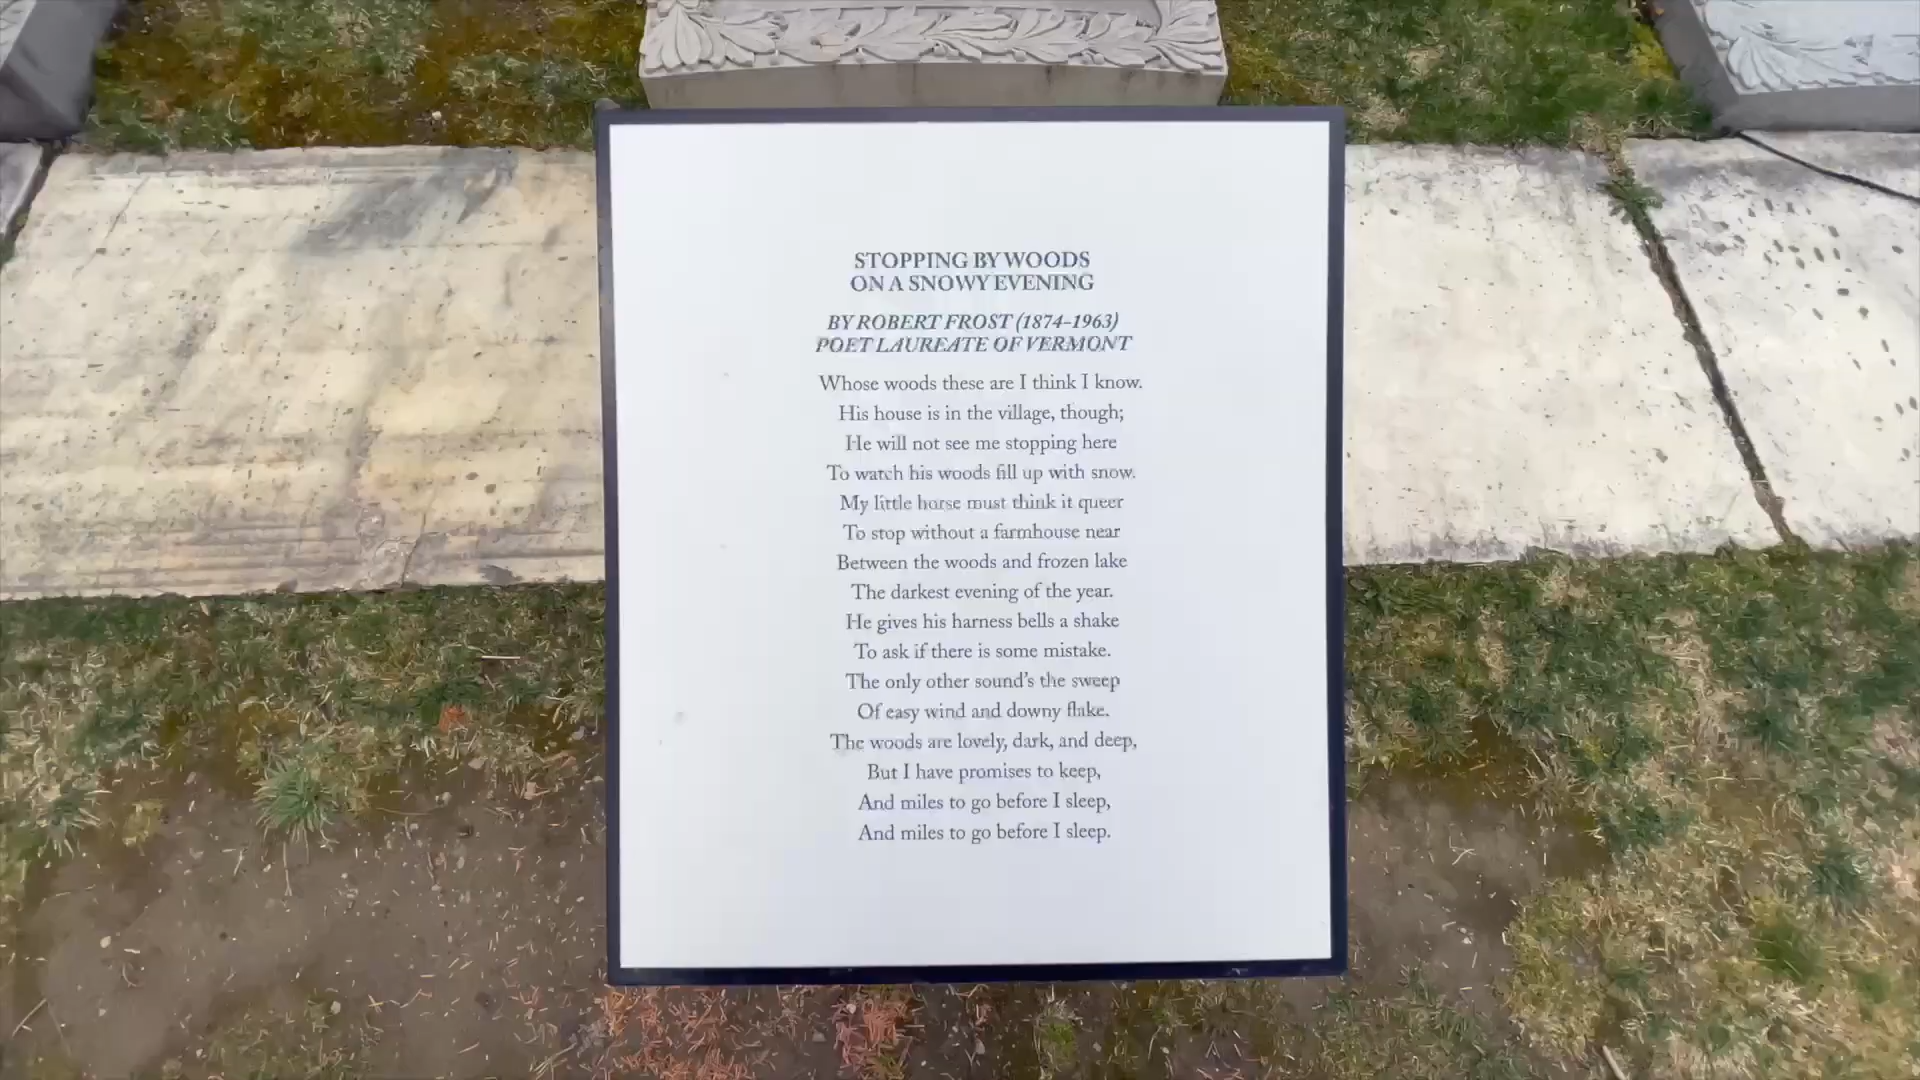 STOPPING BY WOODS
ON A SNOWY EVENING
BY ROBERT FROST (1874-1963)
POET LAUREATE OF VERMONT
Whose woods these are I think I know.
His house is in the village, though;
He will not see me stopping here
To watch his woods fill up with snow.
My little horse must think it queer
To stop without a farmhouse near
Between the woods and frozen lake
The darkest evening of the year.
He gives his harness bells a shake
To ask if there is some mistake.
The only other sound's the sweep
Of easy wind and downy flake.
The woods are lovely, dark, and deep,
But I have promises to keep,
And miles to go before I sleep,
And miles to go before I sleep.